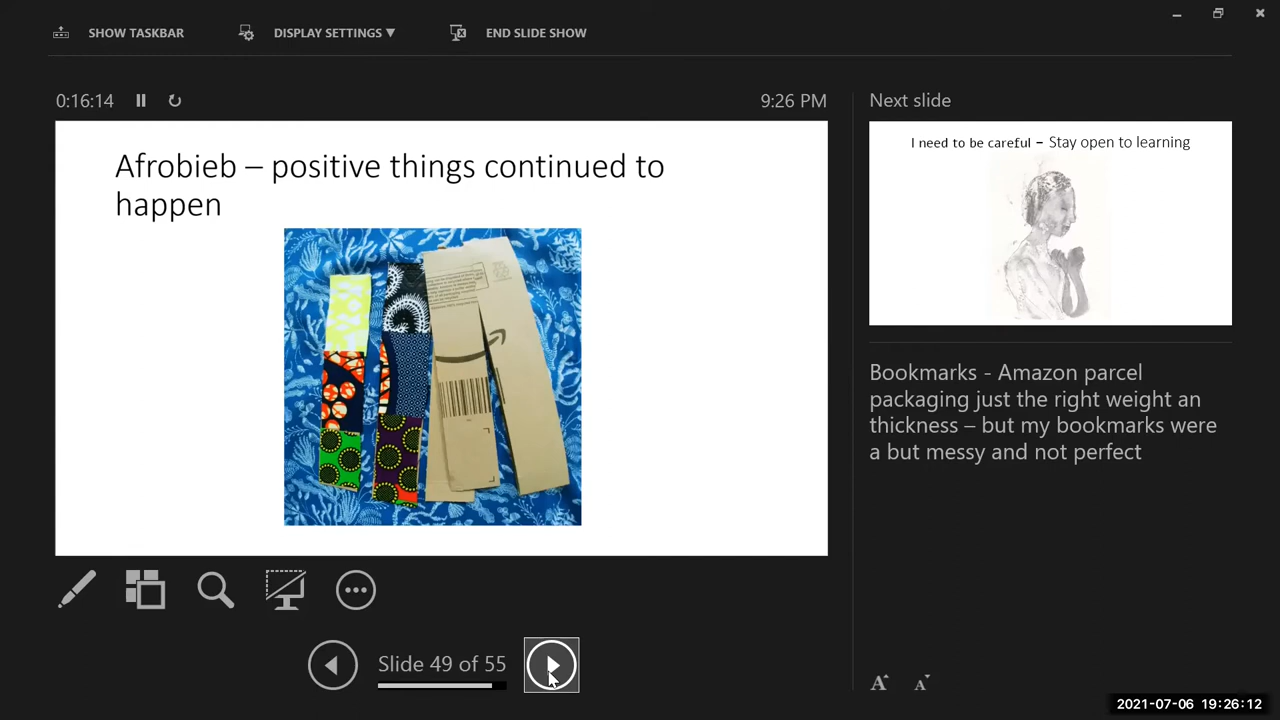 SHOW TASKBAR
DISPLAY SETTINGS ▼
END SLIDE SHOW
0:16:14
9:26 PM
Afrobieb – positive things continued to
happen
Next slide
I need to be careful – Stay open to learning
Bookmarks - Amazon parcel
packaging just the right weight an
thickness – but my bookmarks were
a but messy and not perfect
Slide 49 of 55
A A
2021-07-06 19:26:12